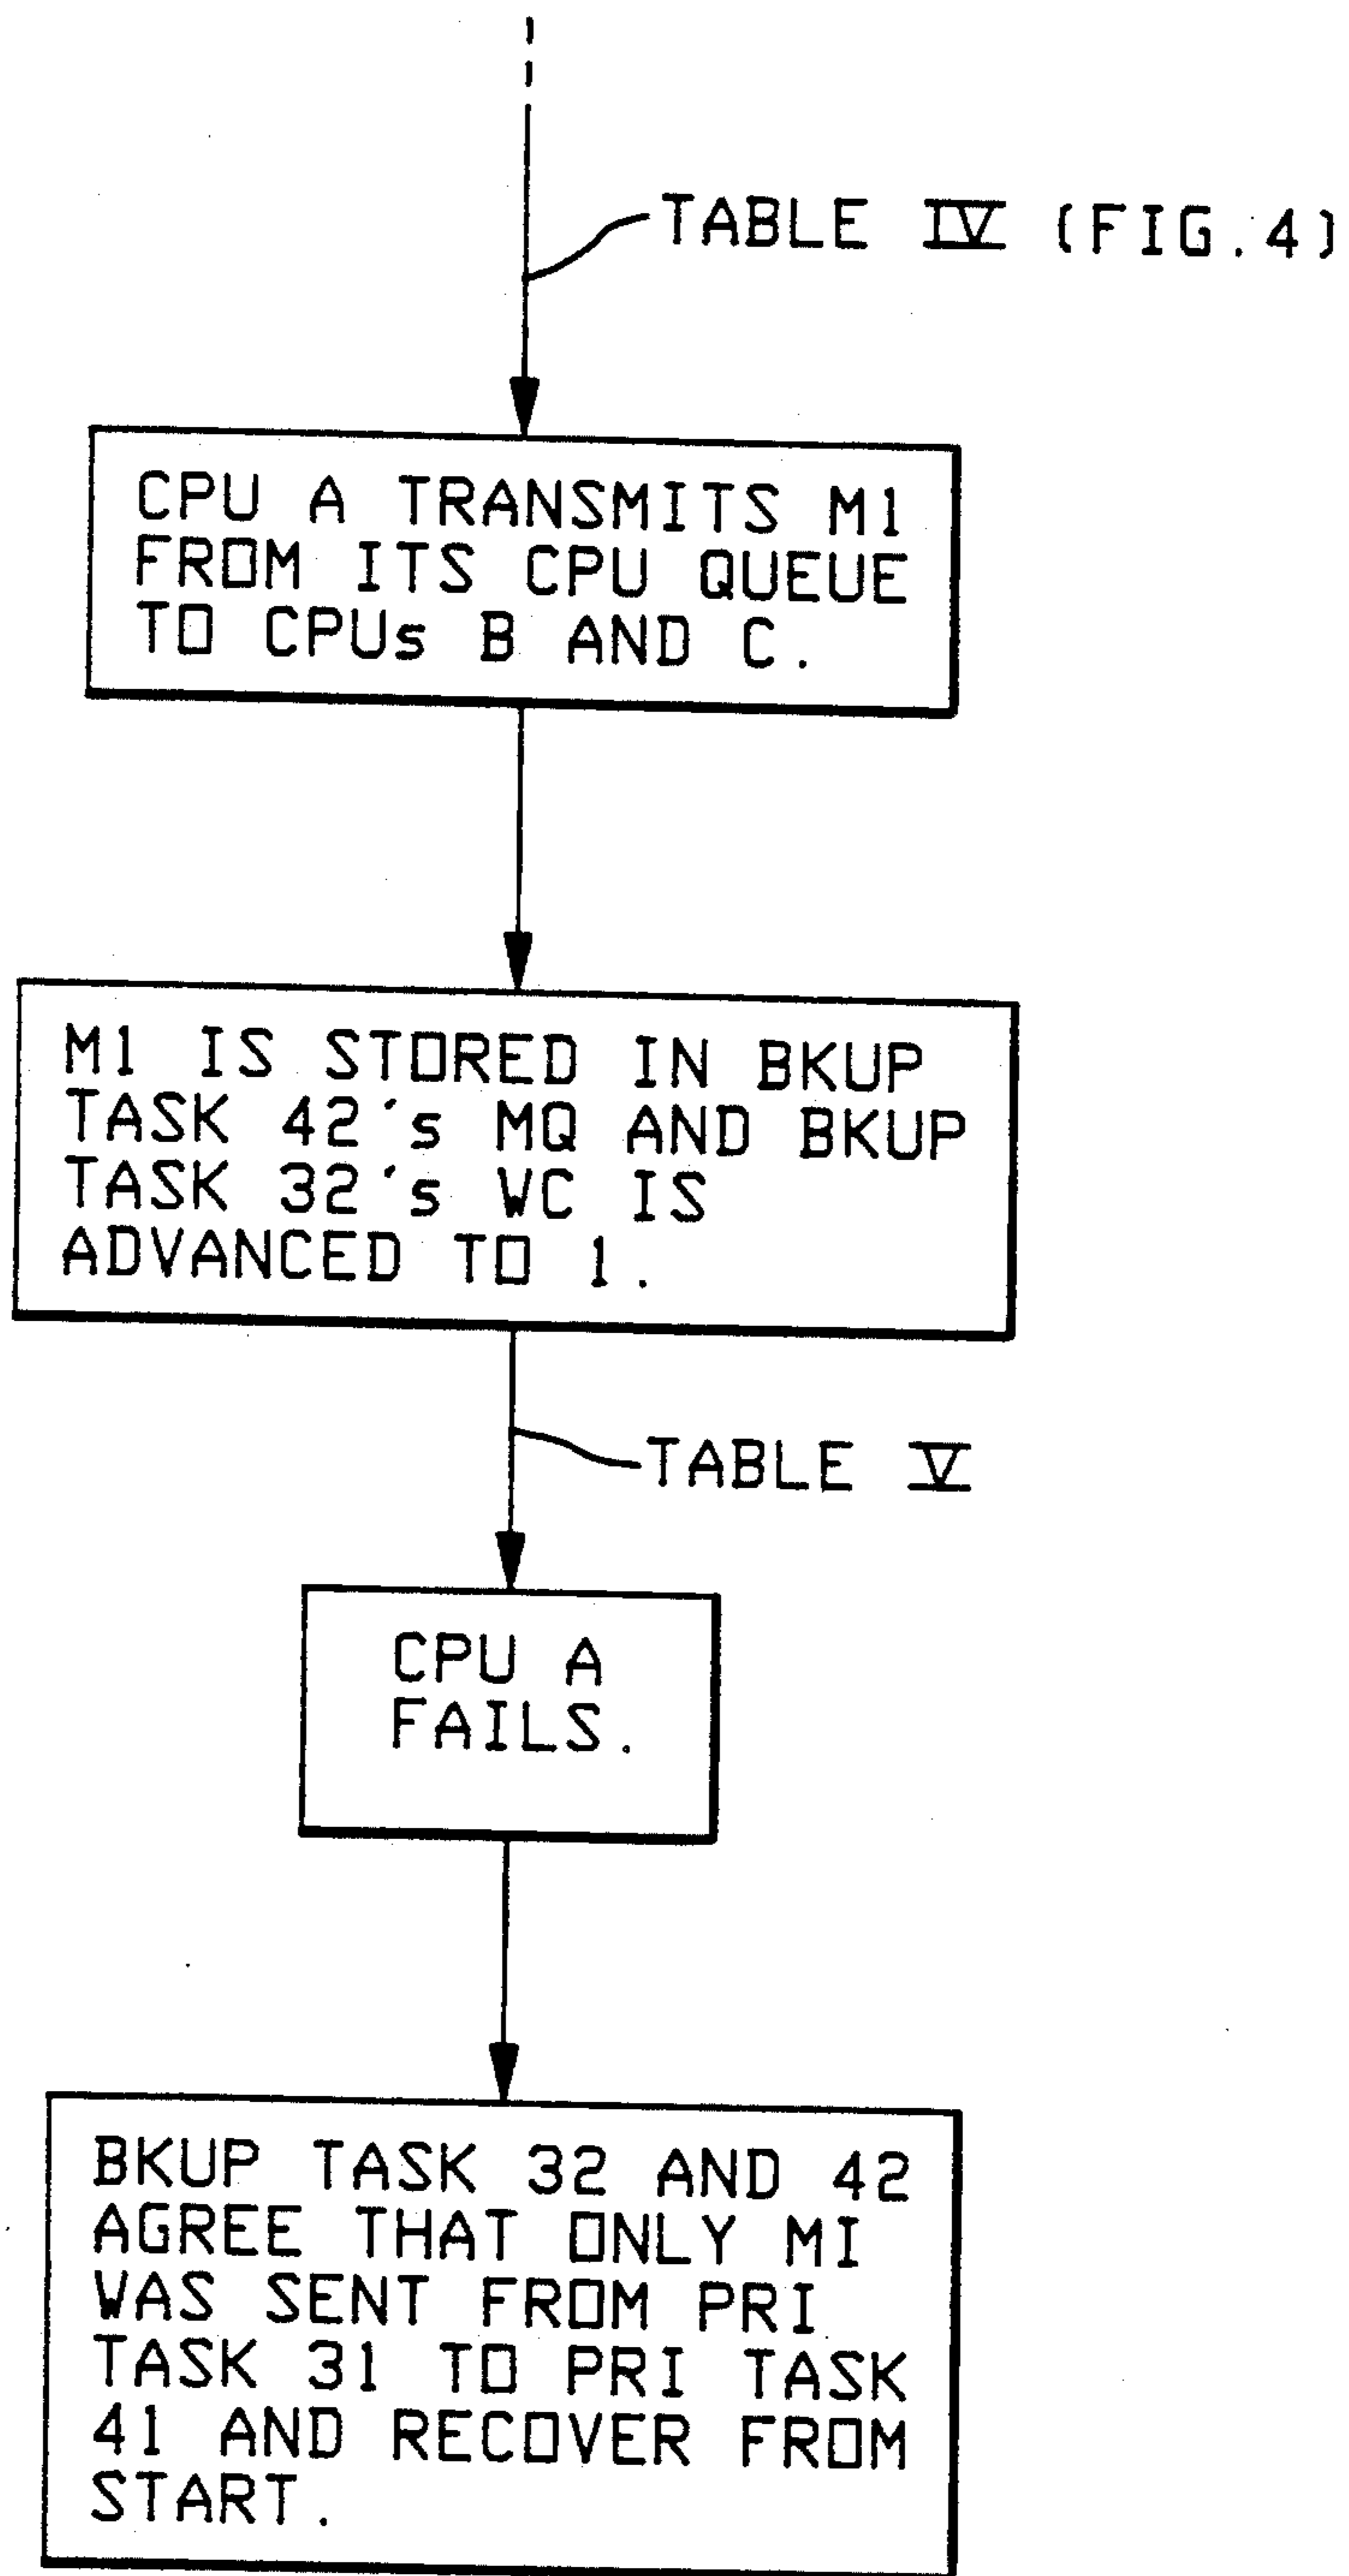 TABLE IV (FIG.4)
CPU A TRANSMITS M1
FROM ITS CPU QUEUE
TO CPUs B AND C.
M1 IS STORED IN BKUP
TASK 42's MQ AND BKUP
TASK 32's WC IS
ADVANCED TO 1.
TABLE V
CPU A
FAILS.
BKUP TASK 32 AND 42
AGREE THAT ONLY MI
WAS SENT FROM PRI
TASK 31 TO PRI TASK
41 AND RECOVER FROM
START.